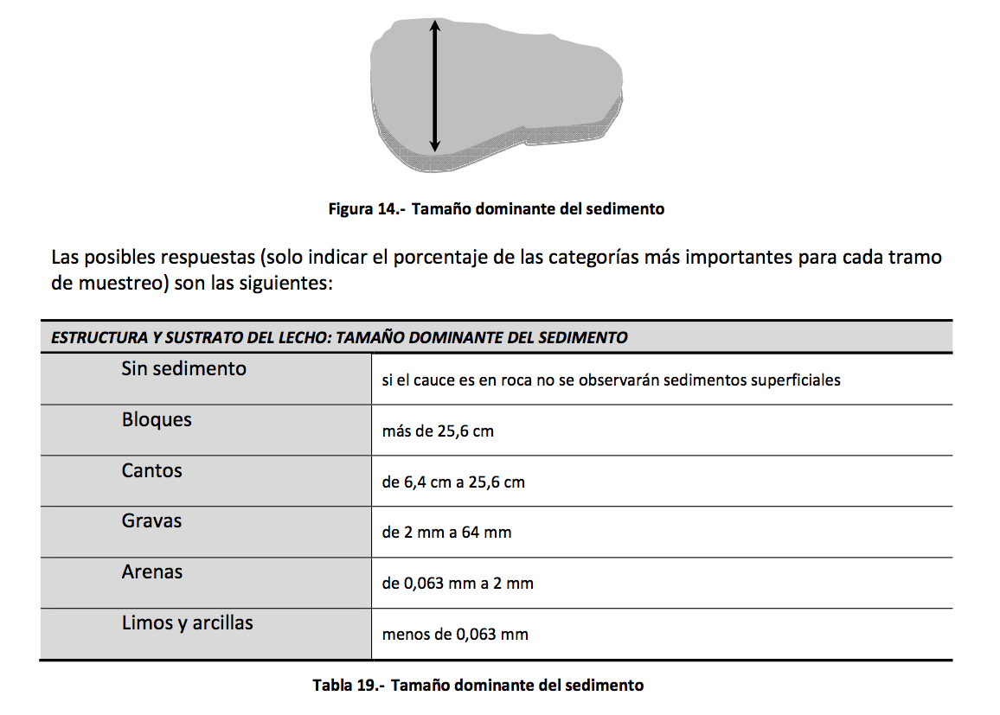 Figura 14.- Tamaño dominante del sedimento
Las posibles respuestas (solo indicar el porcentaje de las categorías más importantes para cada tramo
de muestreo) son las siguientes:
ESTRUCTURA Y SUSTRATO DEL LECHO: TAMAÑO DOMINANTE DEL SEDIMENTO
Sin sedimento
si el cauce es en roca no se observarán sedimentos superficiales
Bloques
más de 25,6 cm
Cantos
de 6,4 cm a 25,6 cm
Gravas
de 2 mm a 64 mm
Arenas
de 0,063 mm a 2 mm
Limos y arcillas
menos de 0,063 mm
Tabla 19.- Tamaño dominante del sedimento